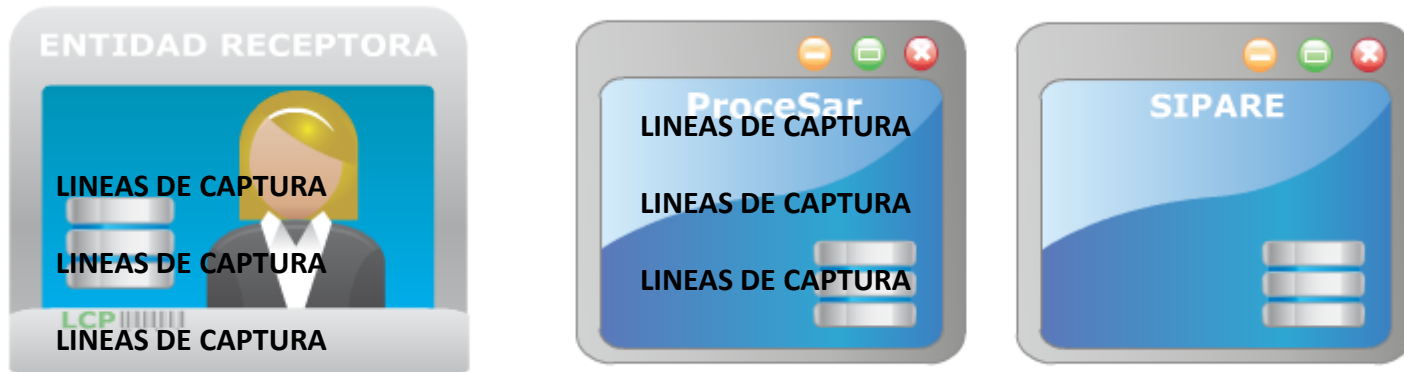 ENTIDAD RECEPTORA
LINEAS DE CAPTURA
LINEAS DE CAPTURA
LCP
LINEAS DE CAPTURA
ProceSar
LINEAS DE CAPTURA
LINEAS DE CAPTURA
LINEAS DE CAPTURA
SIPARE